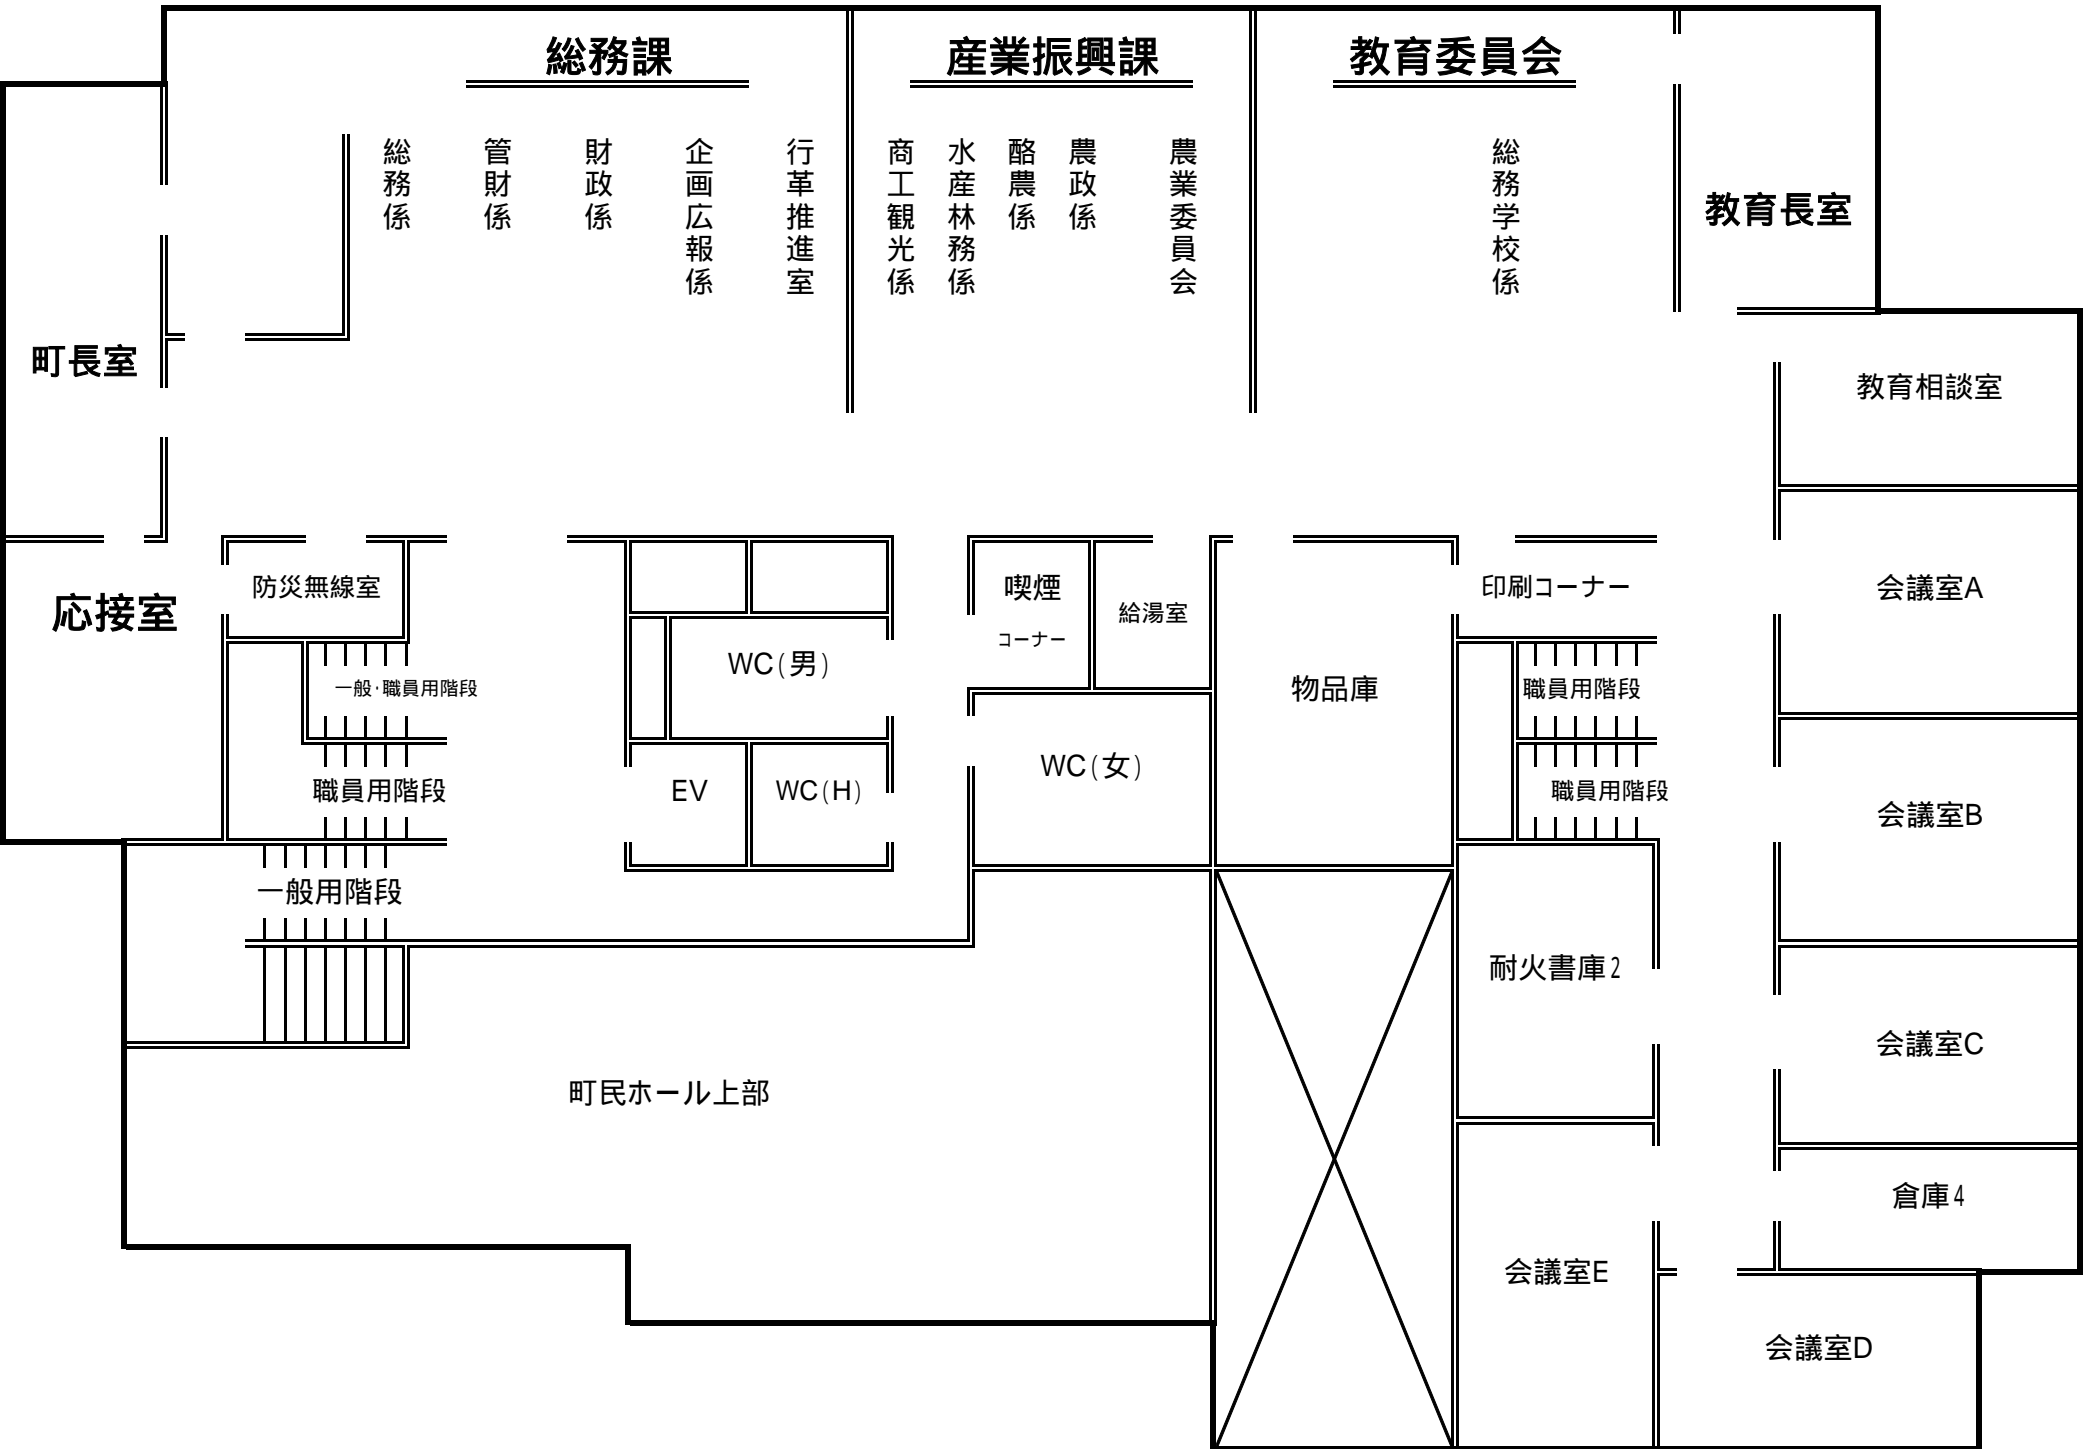 総務課
産業振興課
教育委員会
総務係
管財係
財政係
企画広報係
行革推進室
商工観光係
水産林務係
酪農係
農政係
農業委員会
総務学校係
教育長室
町長室
教育相談室
応接室
防災無線室
喫煙
コーナー
給湯室
印刷コーナー
会議室A
WC(男)
一般・職員用階段
物品庫
職員用階段
WC(女)
職員用階段
EV
WC(H)
職員用階段
会議室B
一般用階段
耐火書庫2
会議室C
町民ホール上部
倉庫4
会議室E
会議室D